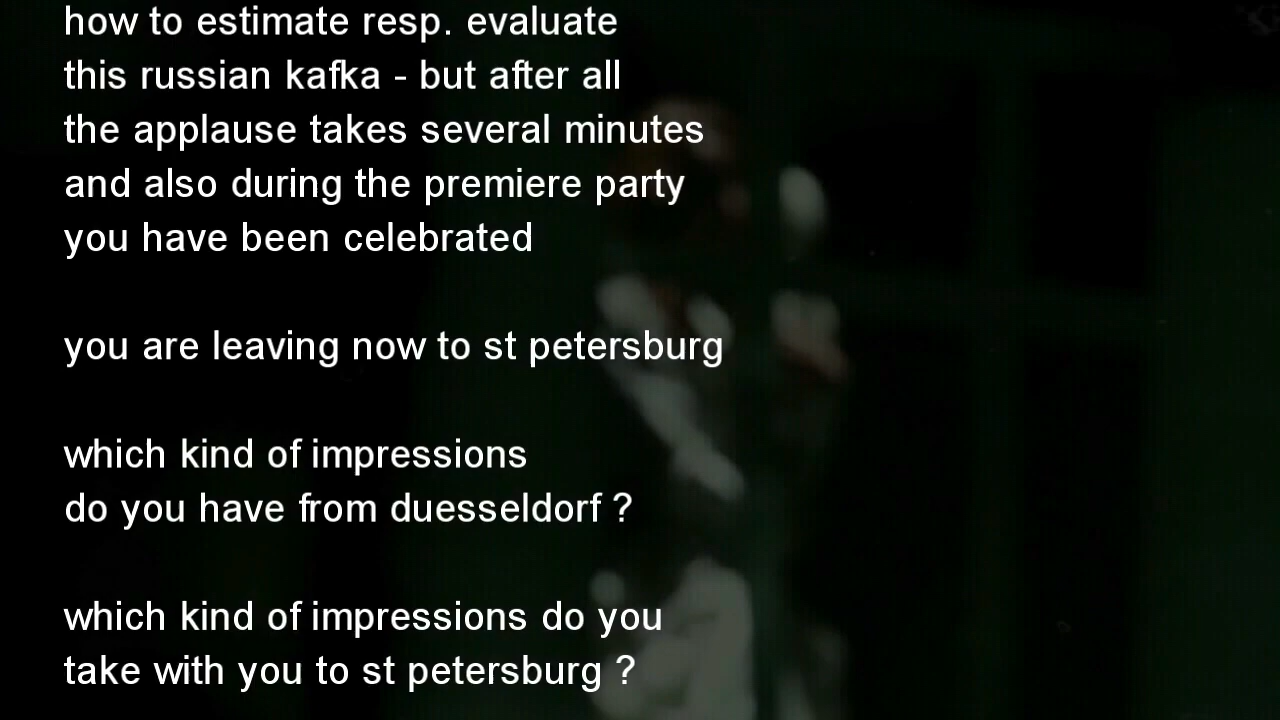 how to estimate resp. evaluate
this russian kafka - but after all
the applause takes several minutes
and also during the premiere party
you have been celebrated
you are leaving now to st petersburg
which kind of impressions
do you have from duesseldorf ?
which kind of impressions do you
take with you to st petersburg ?